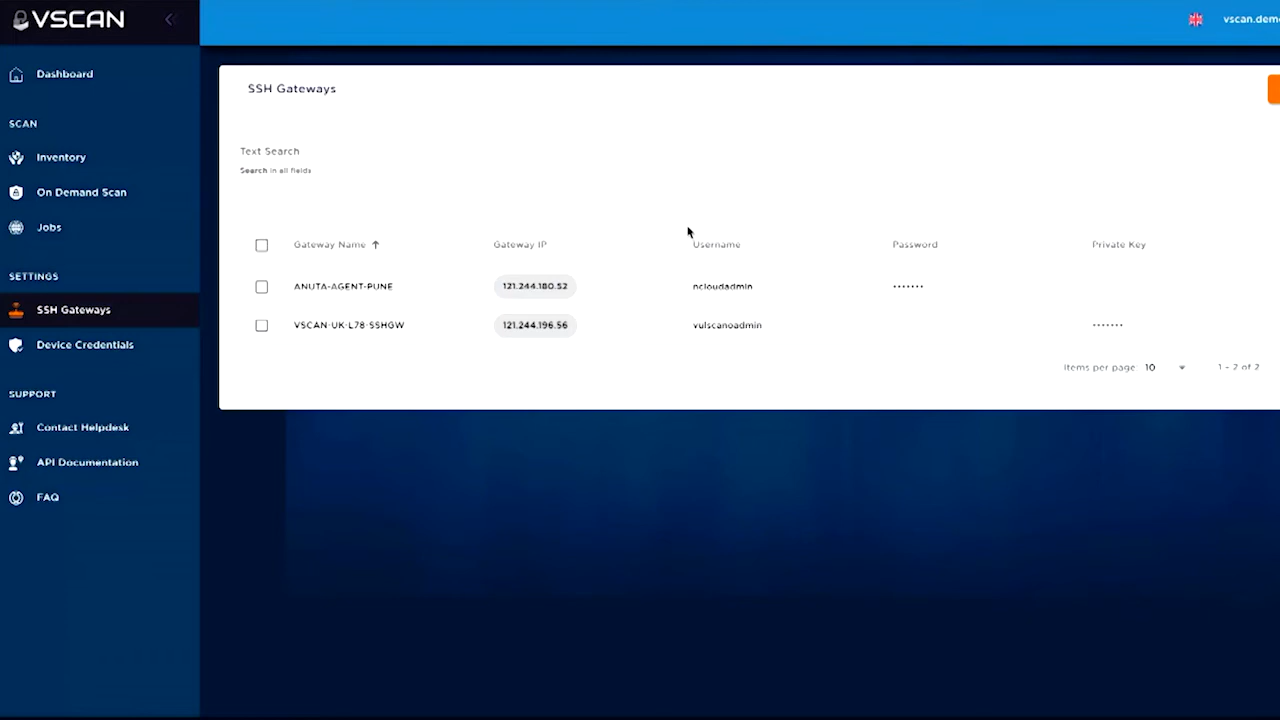 VSCAN
vscan.demo
Dashboard
SCAN
Inventory
On Demand Scan
Jobs
SETTINGS
SSH Gateways
Device Credentials
SUPPORT
Contact Helpdesk
API Documentation
FAQ
SSH Gateways
Text Search
Search in all fields
Gateway Name Gateway IP Username Password Private Key
ANUTA-AGENT-PUNE 121.244.180.52 ncloudadmin •••••••
VSCAN-UK-L78-SSHGW 121.244.196.56 vulscanoadmin •••••••
Items per page: 10 1 - 2 of 2